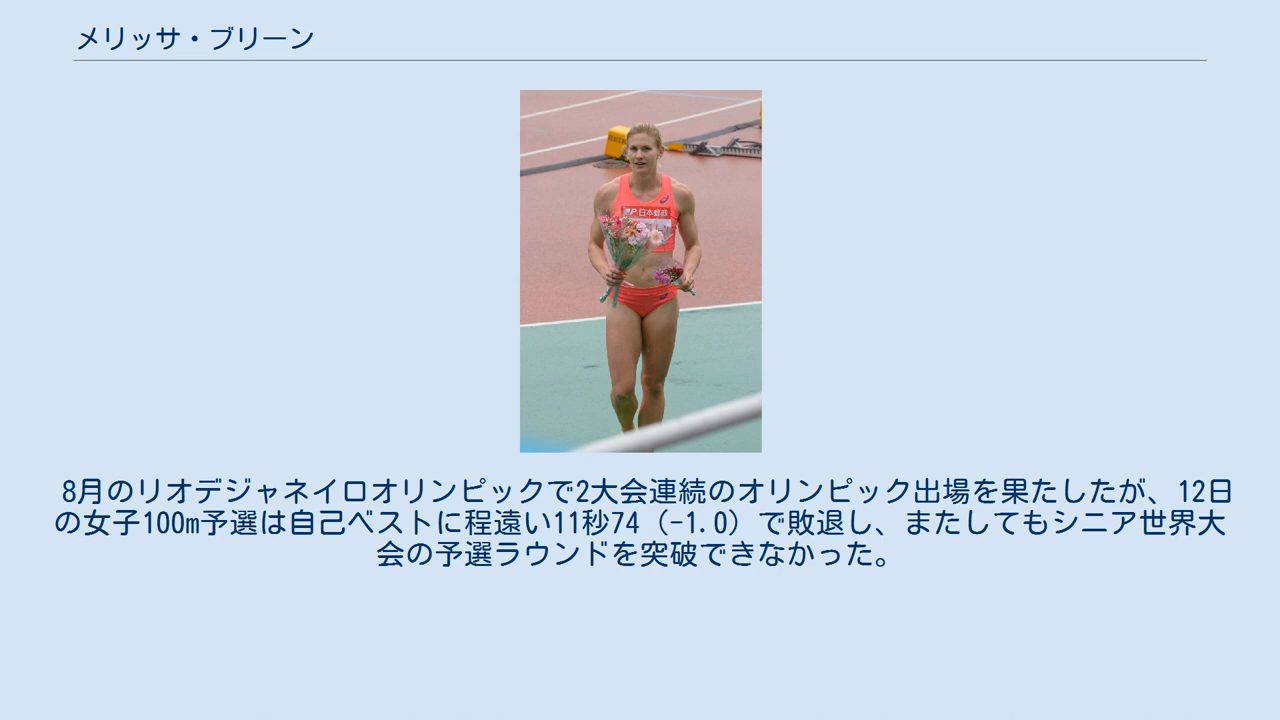 メリッサ・ブリーン
日本郵政
8月のリオデジャネイロオリンピックで2大会連続のオリンピック出場を果たしたが、12日
の女子100m予選は自己ベストに程遠い11秒74（-1.0）で敗退し、またしてもシニア世界大
会の予選ラウンドを突破できなかった。